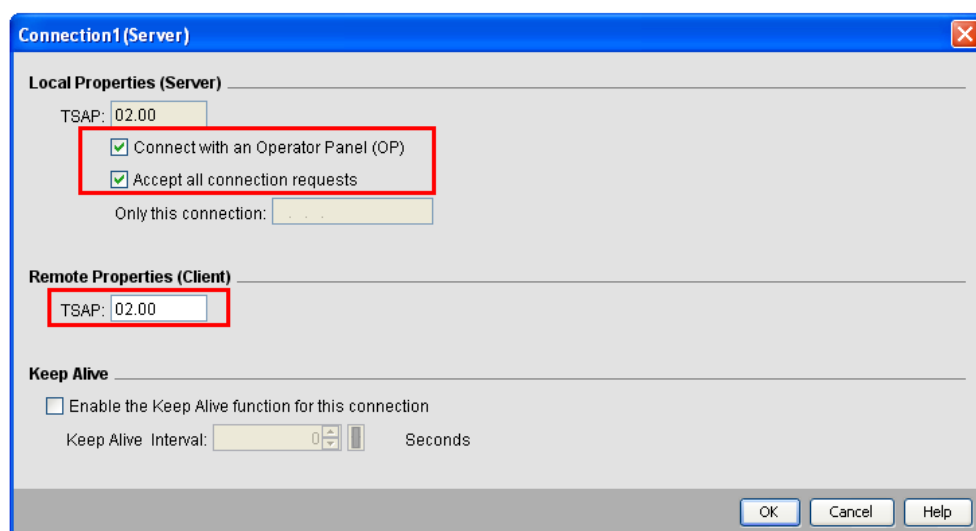 Connection1(Server)
Local Properties (Server)
TSAP: 02.00
Connect with an Operator Panel (OP)
Accept all connection requests
Only this connection: . . .
Remote Properties (Client)
TSAP: 02.00
Keep Alive
Enable the Keep Alive function for this connection
Keep Alive Interval: 0 Seconds
OK Cancel Help